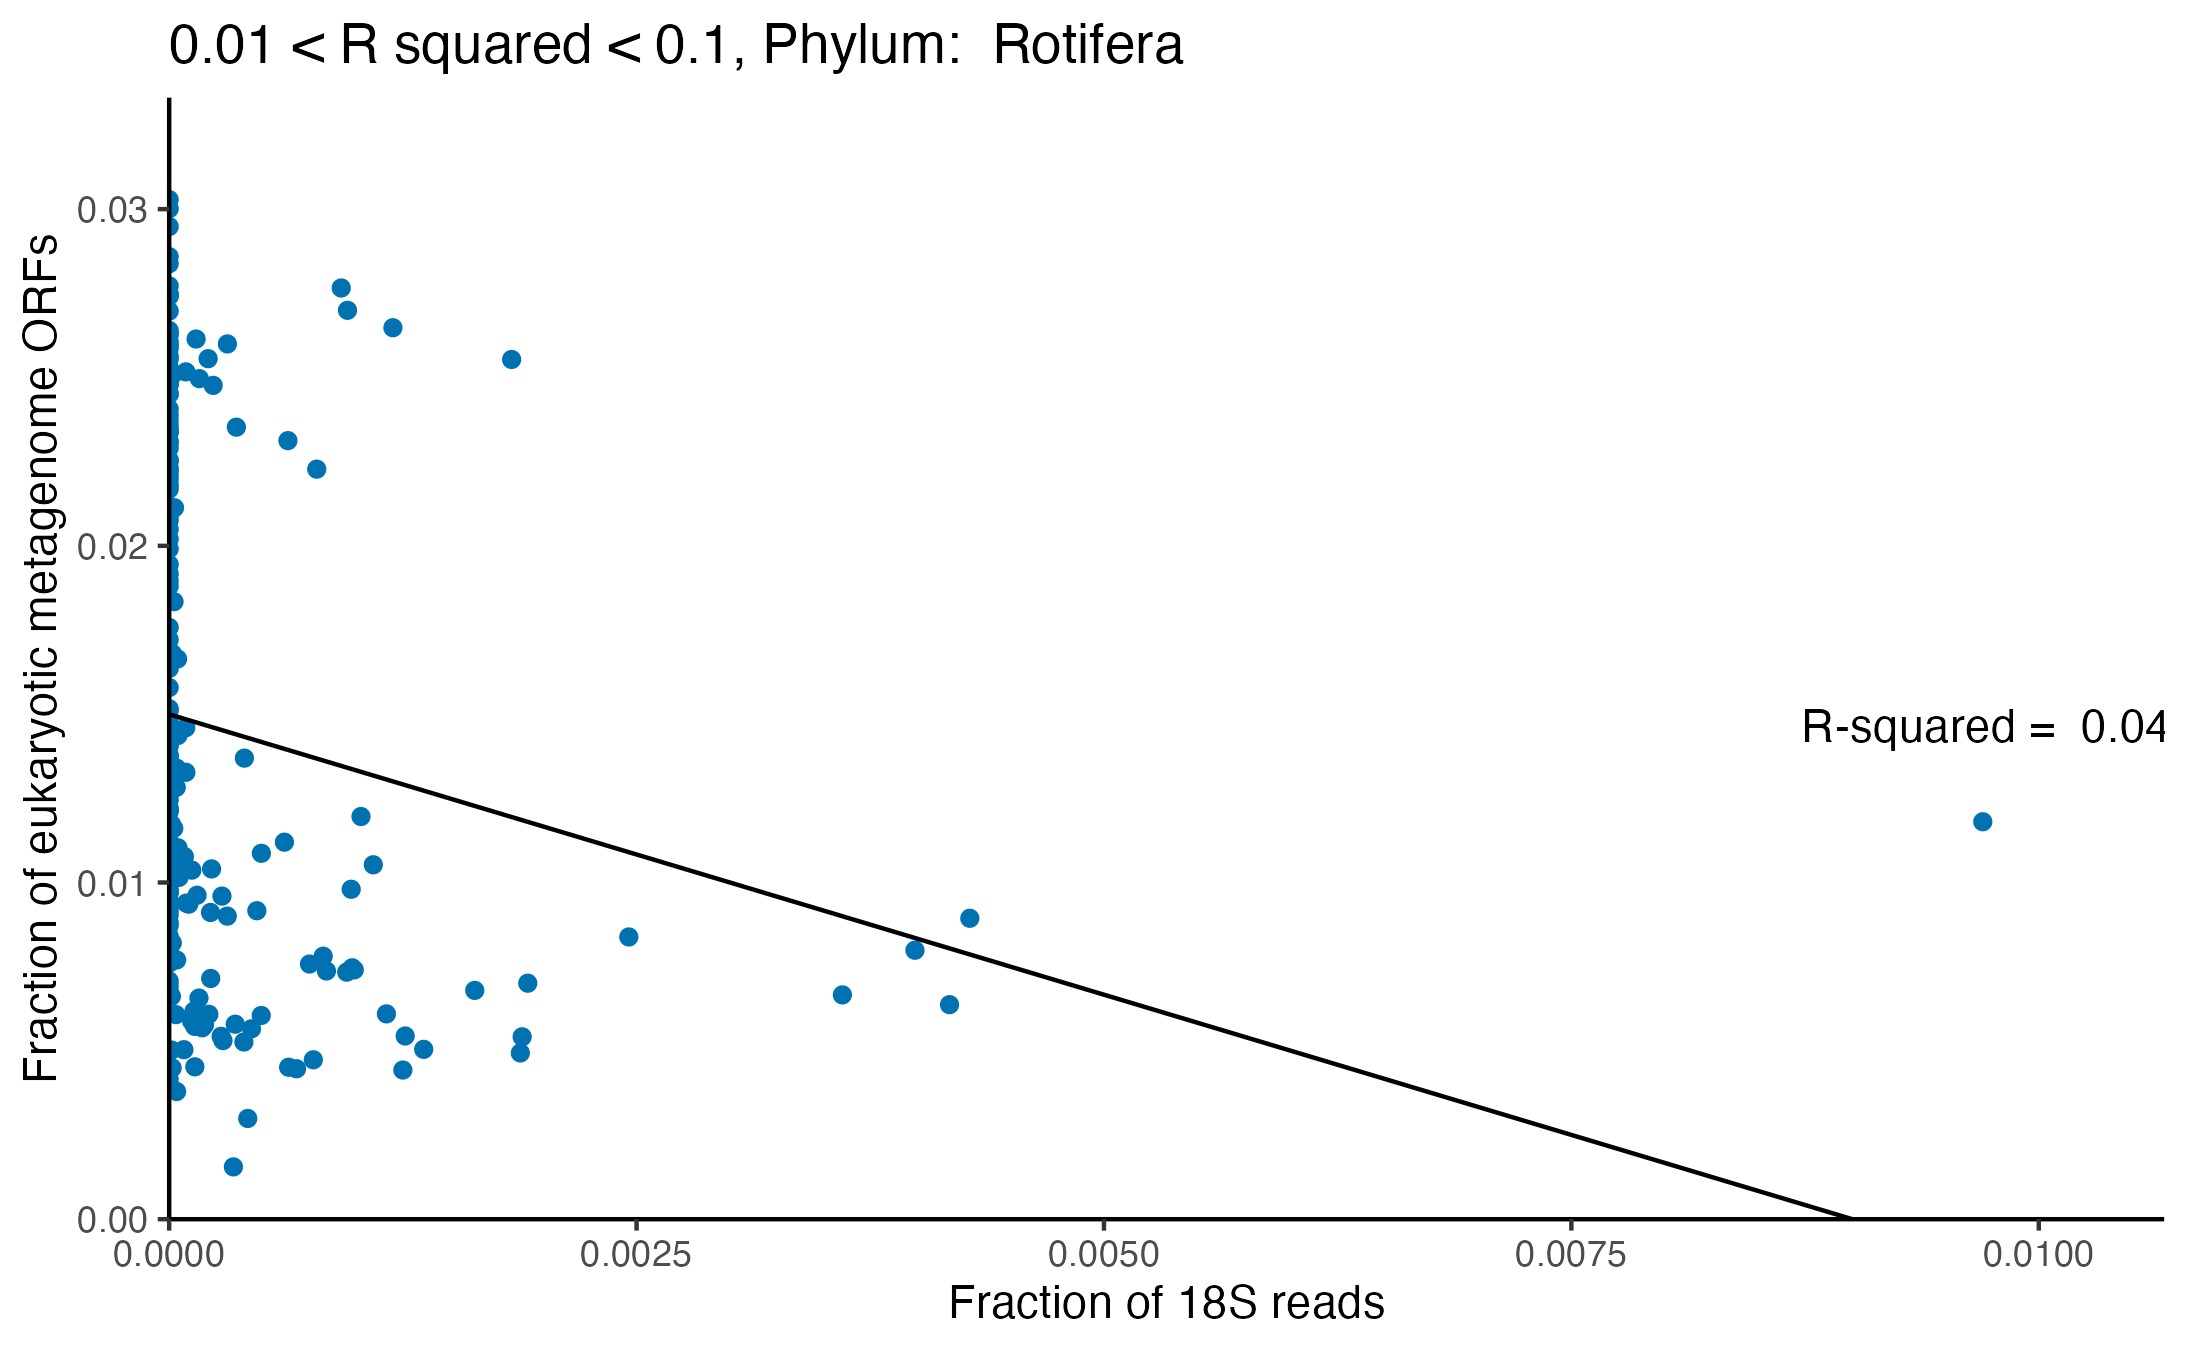 0.01 < R squared < 0.1, Phylum:  Rotifera
Fraction of eukaryotic metagenome ORFs
0.03
0.02
R-squared =  0.04
0.01
0.00
0.0000 0.0025 0.0050 0.0075 0.0100
Fraction of 18S reads